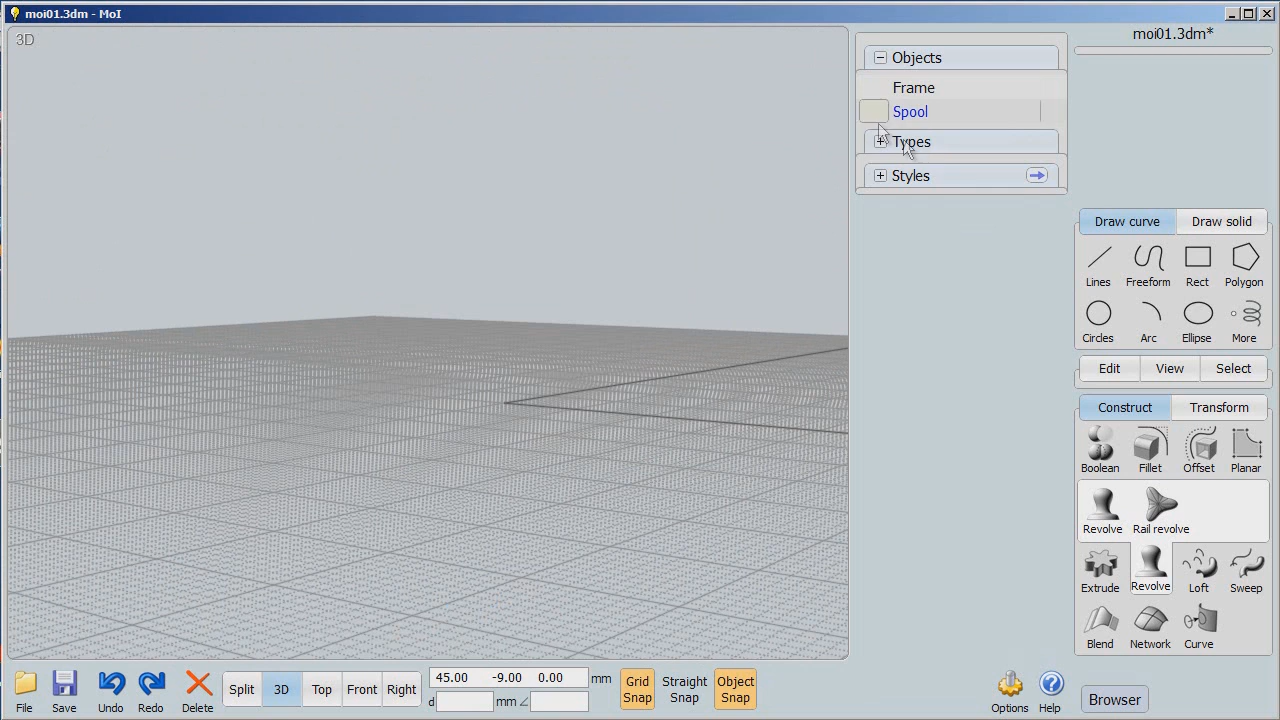 moi01.3dm - MoI
3D
Objects
Frame
Spool
Types
Styles
moi01.3dm*
Draw curve Draw solid
Lines Freeform Rect Polygon
Circles Arc Ellipse More
Edit View Select
Construct Transform
Boolean Fillet Offset Planar
Revolve Rail revolve
Extrude Revolve Loft Sweep
Blend Network Curve
File Save Undo Redo Delete
Split 3D Top Front Right
45.00 -9.00 0.00 mm
d mm ∠
Grid Snap
Straight Snap
Object Snap
Options Help
Browser